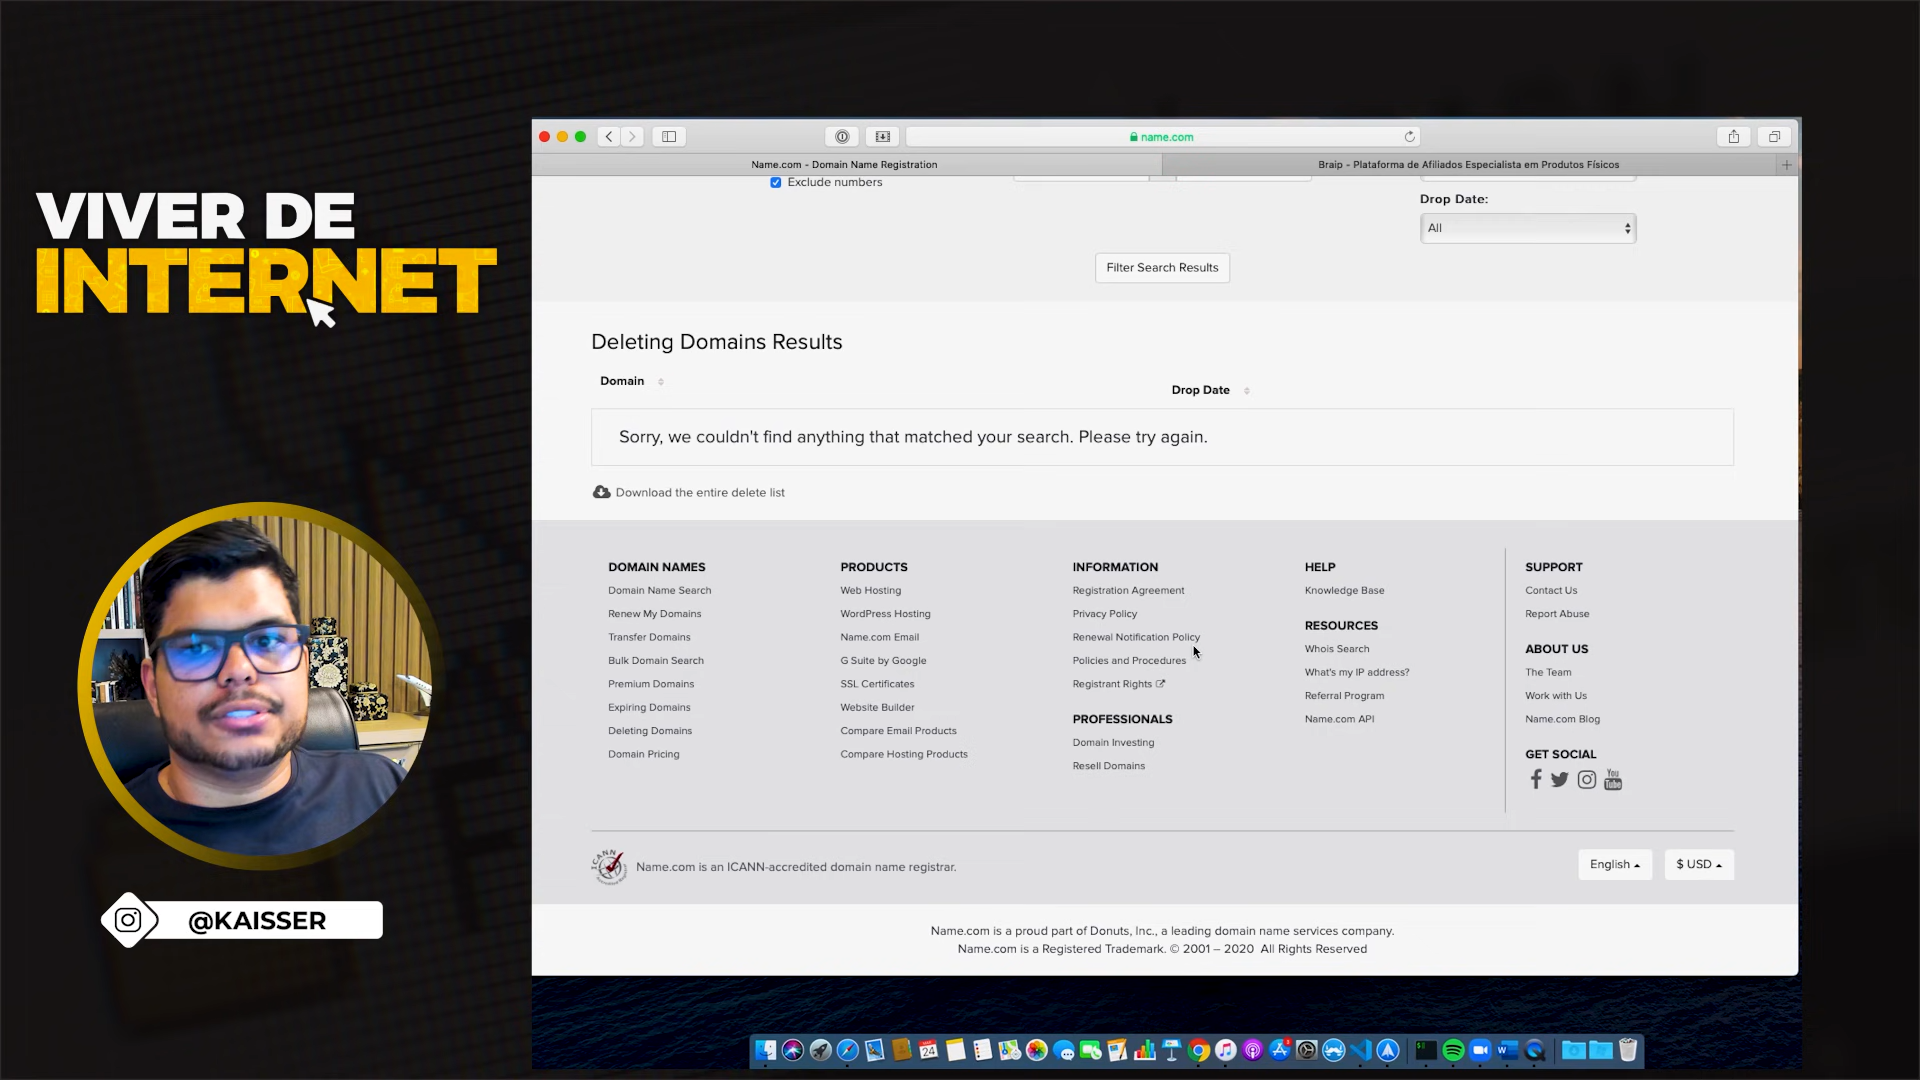 VIVER DE
INTERNET
@KAISSER
name.com
Name.com - Domain Name Registration
Braip - Plataforma de Afiliados Especialista em Produtos Físicos
Exclude numbers
Drop Date:
All
Filter Search Results
Deleting Domains Results
Domain
Drop Date
Sorry, we couldn't find anything that matched your search. Please try again.
Download the entire delete list
DOMAIN NAMES
Domain Name Search
Renew My Domains
Transfer Domains
Bulk Domain Search
Premium Domains
Expiring Domains
Deleting Domains
Domain Pricing
PRODUCTS
Web Hosting
WordPress Hosting
Name.com Email
G Suite by Google
SSL Certificates
Website Builder
Compare Email Products
Compare Hosting Products
INFORMATION
Registration Agreement
Privacy Policy
Renewal Notification Policy
Policies and Procedures
Registrant Rights
PROFESSIONALS
Domain Investing
Resell Domains
HELP
Knowledge Base
RESOURCES
Whois Search
What's my IP address?
Referral Program
Name.com API
SUPPORT
Contact Us
Report Abuse
ABOUT US
The Team
Work with Us
Name.com Blog
GET SOCIAL
You
Tube
ICANN
Name.com is an ICANN-accredited domain name registrar.
English
$ USD
Name.com is a proud part of Donuts, Inc., a leading domain name services company.
Name.com is a Registered Trademark. © 2001 – 2020 All Rights Reserved
24